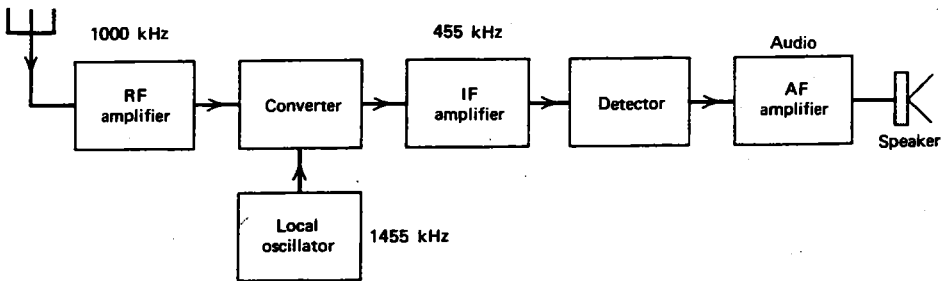 1000 kHz
455 kHz
Audio
RF
amplifier
Converter
IF
amplifier
Detector
AF
amplifier
Speaker
Local
oscillator
1455 kHz